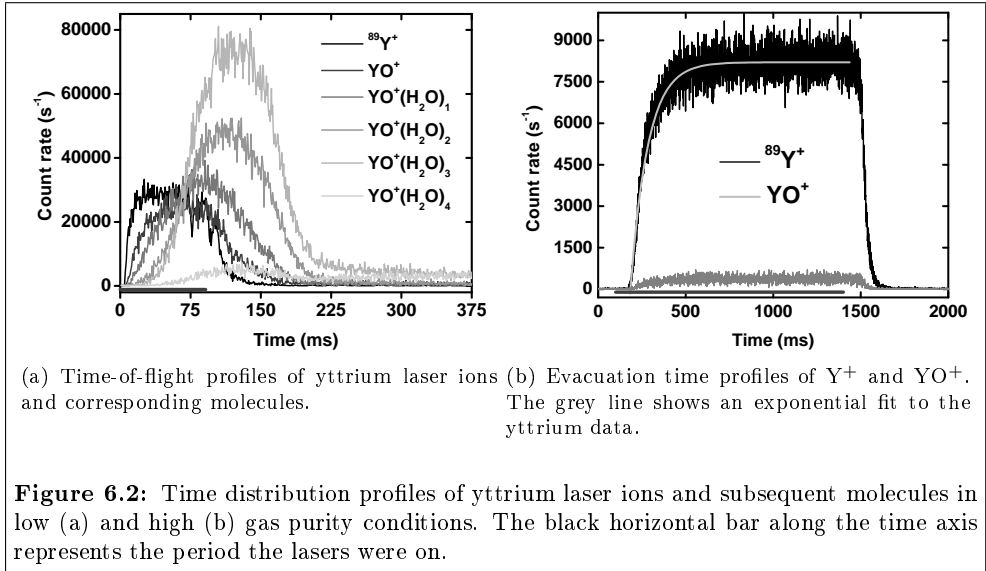 80000
60000
40000
20000
0
Count rate (s⁻¹)
⁸⁹Y⁺
YO⁺
YO⁺(H₂O)₁
YO⁺(H₂O)₂
YO⁺(H₂O)₃
YO⁺(H₂O)₄
0 75 150 225 300 375
Time (ms)
9000
7500
6000
4500
3000
1500
0
Count rate (s⁻¹)
⁸⁹Y⁺
YO⁺
0 500 1000 1500 2000
Time (ms)
(a) Time-of-flight profiles of yttrium laser ions
and corresponding molecules.
(b) Evacuation time profiles of Y⁺ and YO⁺.
The grey line shows an exponential fit to the
yttrium data.
Figure 6.2: Time distribution profiles of yttrium laser ions and subsequent molecules in
low (a) and high (b) gas purity conditions. The black horizontal bar along the time axis
represents the period the lasers were on.